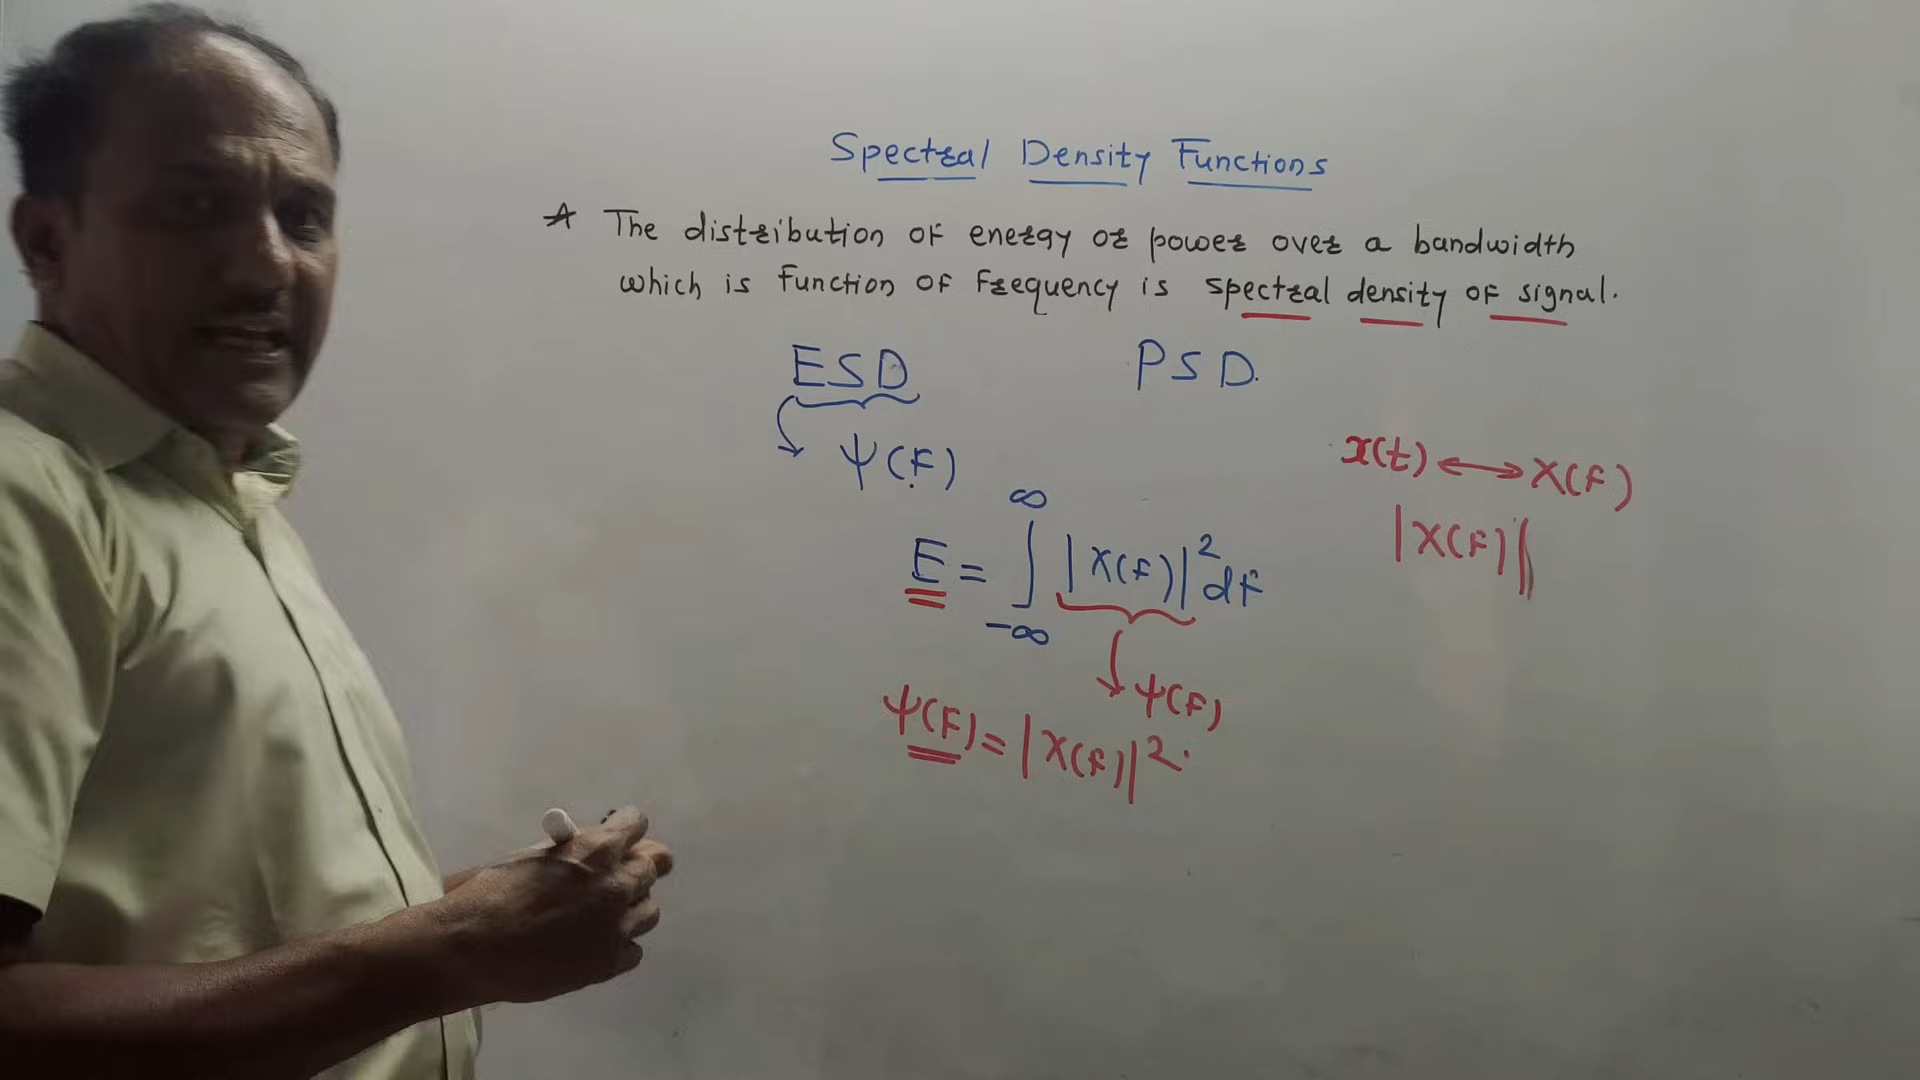 Spectral Density Functions
* The distribution of energy or power over a bandwidth
which is function of frequency is spectral density of signal.
ESD PSD.
ψ(F)
x(t) ↔ X(F)
|X(F)|
E = ∫_{-∞}^{∞} |X(F)|² dF
ψ(F)
ψ(F) = |X(F)|².